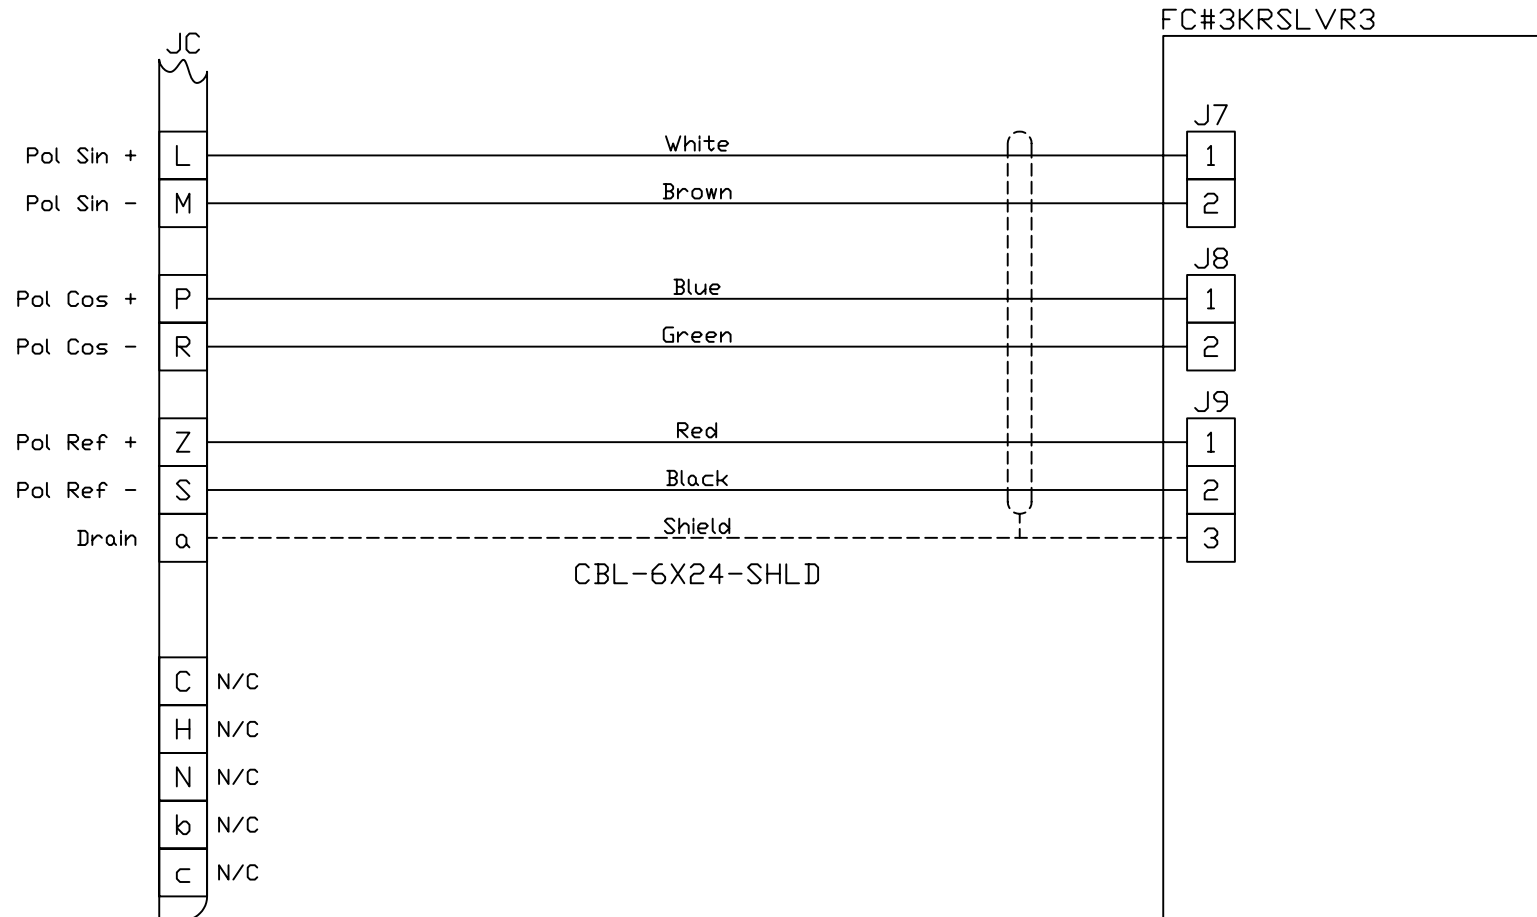 FC#3KRSLVR3
JC
J7
Pol Sin + L White 1
Pol Sin - M Brown 2
J8
Pol Cos + P Blue 1
Pol Cos - R Green 2
J9
Pol Ref + Z Red 1
Pol Ref - S Black 2
Drain a Shield 3
CBL-6X24-SHLD
C N/C
H N/C
N N/C
b N/C
c N/C